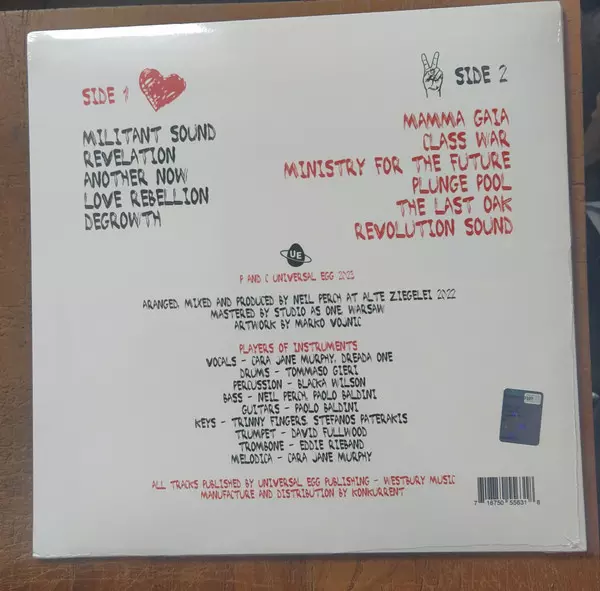 SIDE 1
MILITANT SOUND
REVELATION
ANOTHER NOW
LOVE REBELLION
DEGROWTH
SIDE 2
MAMMA GAIA
CLASS WAR
MINISTRY FOR THE FUTURE
PLUNGE POOL
THE LAST OAK
REVOLUTION SOUND
UE
P AND C UNIVERSAL EGG 2023
ARANGED, MIXED AND PRODUCED BY NEIL PERCH AT ALTE ZIEGELEI 2022
MASTERED BY STUDIO AS ONE WARSAW
ARTWORK BY MARKO VOJNIC
PLAYERS OF INSTRUMENTS
VOCALS - CARA JANE MURPHY, DREADA ONE
DRUMS - TOMMASO GIERI
PERCUSSION - BLACKA WILSON
BASS - NEIL PERCH, PAOLO BALDINI
GUITARS - PAOLO BALDINI
KEYS - TRINNY FINGERS, STEFANOS PATERAKIS
TRUMPET - DAVID FULLWOOD
TROMBONE - EDDIE RIEBAND
MELODICA - CARA JANE MURPHY
ALL TRACKS PUBLISHED BY UNIVERSAL EGG PUBLISHING - WESTBURY MUSIC
MANUFACTURE AND DISTRIBUTION BY KONKURRENT
7 18750 55631 8